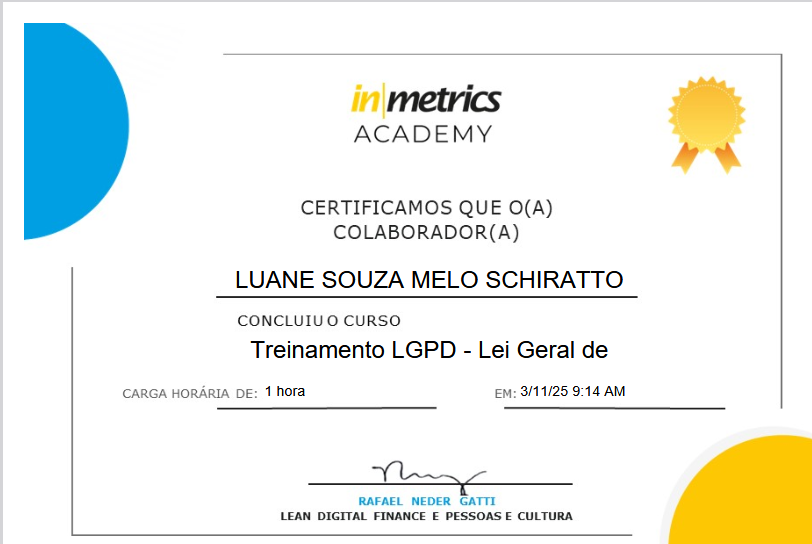 in|metrics
ACADEMY
CERTIFICAMOS QUE O(A)
COLABORADOR(A)
LUANE SOUZA MELO SCHIRATTO
CONCLUIU O CURSO
Treinamento LGPD - Lei Geral de
CARGA HORÁRIA DE: 1 hora EM: 3/11/25 9:14 AM
RAFAEL NEDER GATTI
LEAN DIGITAL FINANCE E PESSOAS E CULTURA